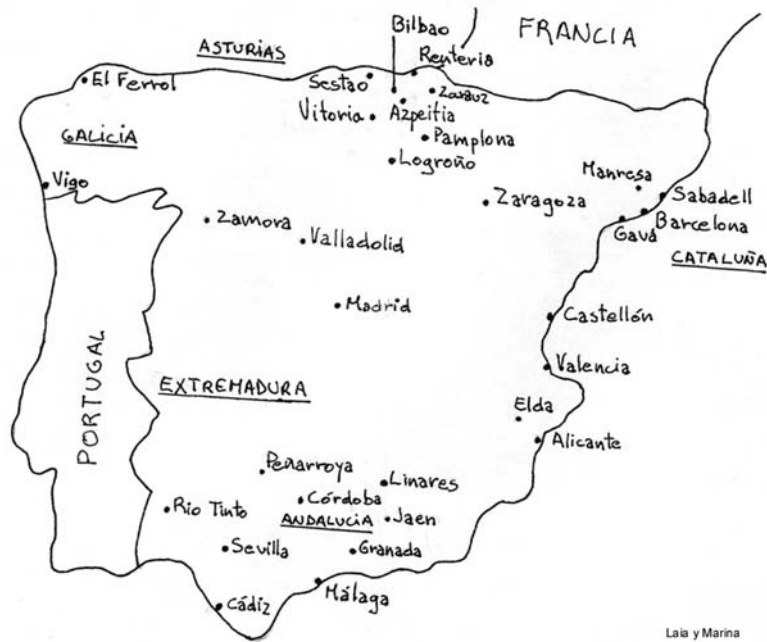 FRANCIA
Bilbao
ASTURIAS
Renteria
El Ferrol
Sestao
Zarauz
Vitoria
Azpeitia
GALICIA
Pamplona
Logroño
Vigo
Manresa
Sabadell
Zaragoza
Barcelona
Gavá
Zamora
Valladolid
CATALUÑA
Madrid
Castellón
PORTUGAL
Valencia
EXTREMADURA
Elda
Alicante
Peñarroya
Linares
Córdoba
Rio Tinto
ANDALUCIA
Jaen
Sevilla
Granada
Málaga
Cádiz
Laia y Marina